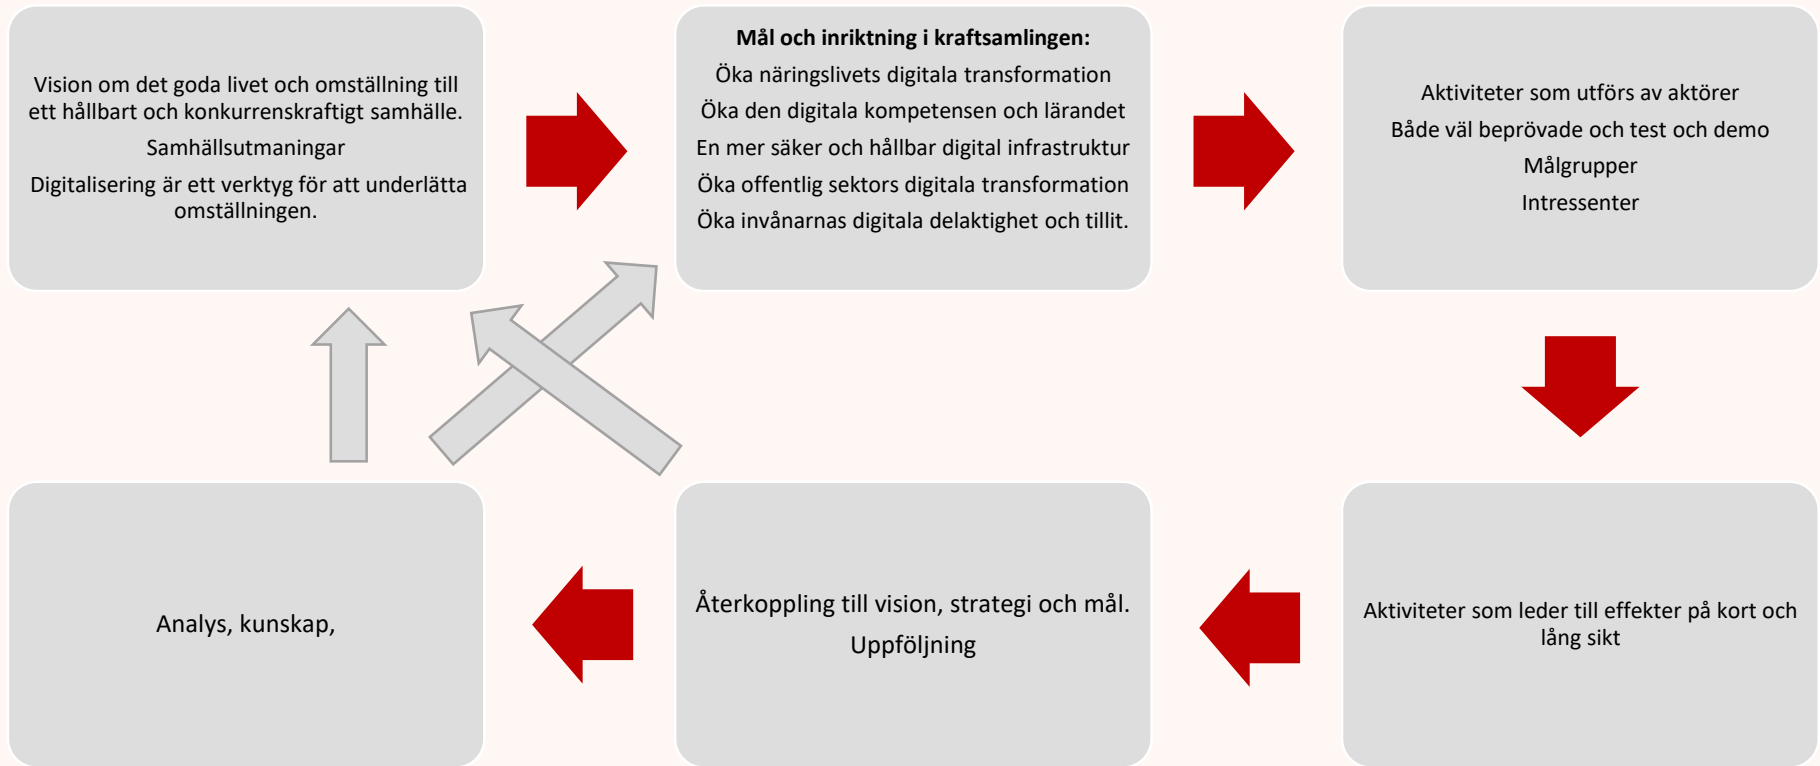 Vision om det goda livet och omställning till
ett hållbart och konkurrenskraftigt samhälle.
Samhällsutmaningar
Digitalisering är ett verktyg för att underlätta
omställningen.
Mål och inriktning i kraftsamlingen:
Öka näringslivets digitala transformation
Öka den digitala kompetensen och lärandet
En mer säker och hållbar digital infrastruktur
Öka offentlig sektors digitala transformation
Öka invånarnas digitala delaktighet och tillit.
Aktiviteter som utförs av aktörer
Både väl beprövade och test och demo
Målgrupper
Intressenter
Analys, kunskap,
Återkoppling till vision, strategi och mål.
Uppföljning
Aktiviteter som leder till effekter på kort och
lång sikt